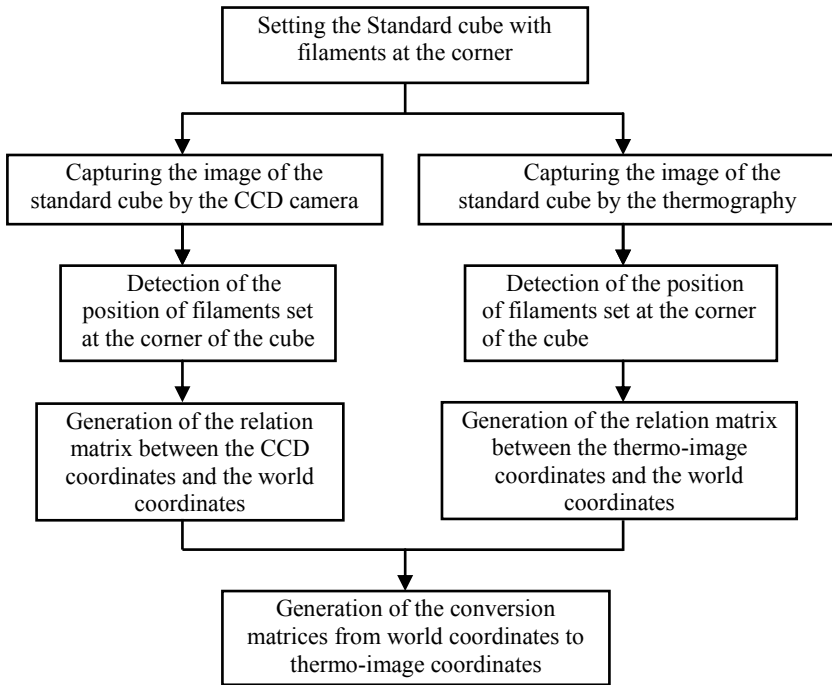 Setting the Standard cube with
filaments at the corner
Capturing the image of the
standard cube by the CCD camera
Capturing the image of the
standard cube by the thermography
Detection of the
position of filaments set
at the corner of the cube
Detection of the position
of filaments set at the corner
of the cube
Generation of the relation
matrix between the CCD
coordinates and the world
coordinates
Generation of the relation matrix
between the thermo-image
coordinates and the world
coordinates
Generation of the conversion
matrices from world coordinates to
thermo-image coordinates